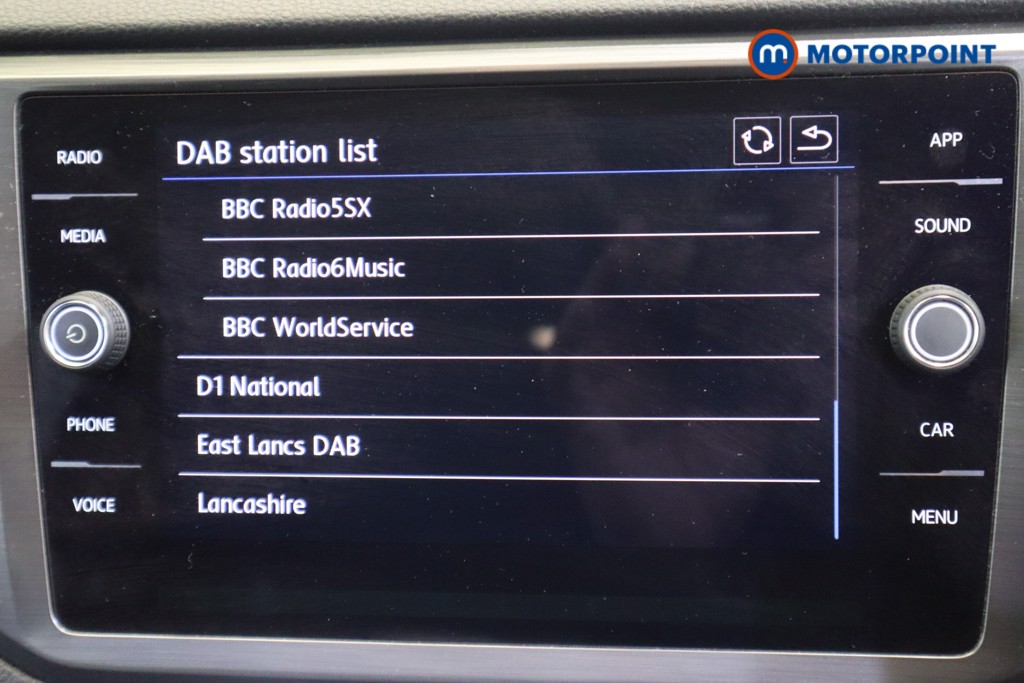 m MOTORPOINT
RADIO
MEDIA
PHONE
VOICE
DAB station list
BBC Radio5SX
BBC Radio6Music
BBC WorldService
D1 National
East Lancs DAB
Lancashire
APP
SOUND
CAR
MENU